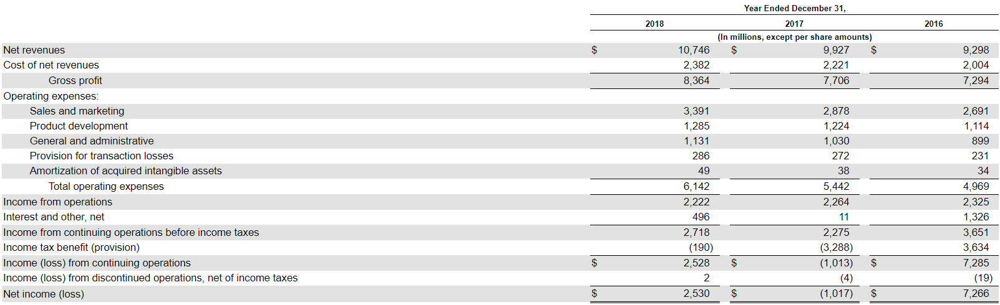 Year Ended December 31,
2018 2017 2016
(In millions, except per share amounts)
Net revenues $ 10,746 $ 9,927 $ 9,298
Cost of net revenues 2,382 2,221 2,004
Gross profit 8,364 7,706 7,294
Operating expenses:
Sales and marketing 3,391 2,878 2,691
Product development 1,285 1,224 1,114
General and administrative 1,131 1,030 899
Provision for transaction losses 286 272 231
Amortization of acquired intangible assets 49 38 34
Total operating expenses 6,142 5,442 4,969
Income from operations 2,222 2,264 2,325
Interest and other, net 496 11 1,326
Income from continuing operations before income taxes 2,718 2,275 3,651
Income tax benefit (provision) (190) (3,288) 3,634
Income (loss) from continuing operations $ 2,528 $ (1,013) $ 7,285
Income (loss) from discontinued operations, net of income taxes 2 (4) (19)
Net income (loss) $ 2,530 $ (1,017) $ 7,266